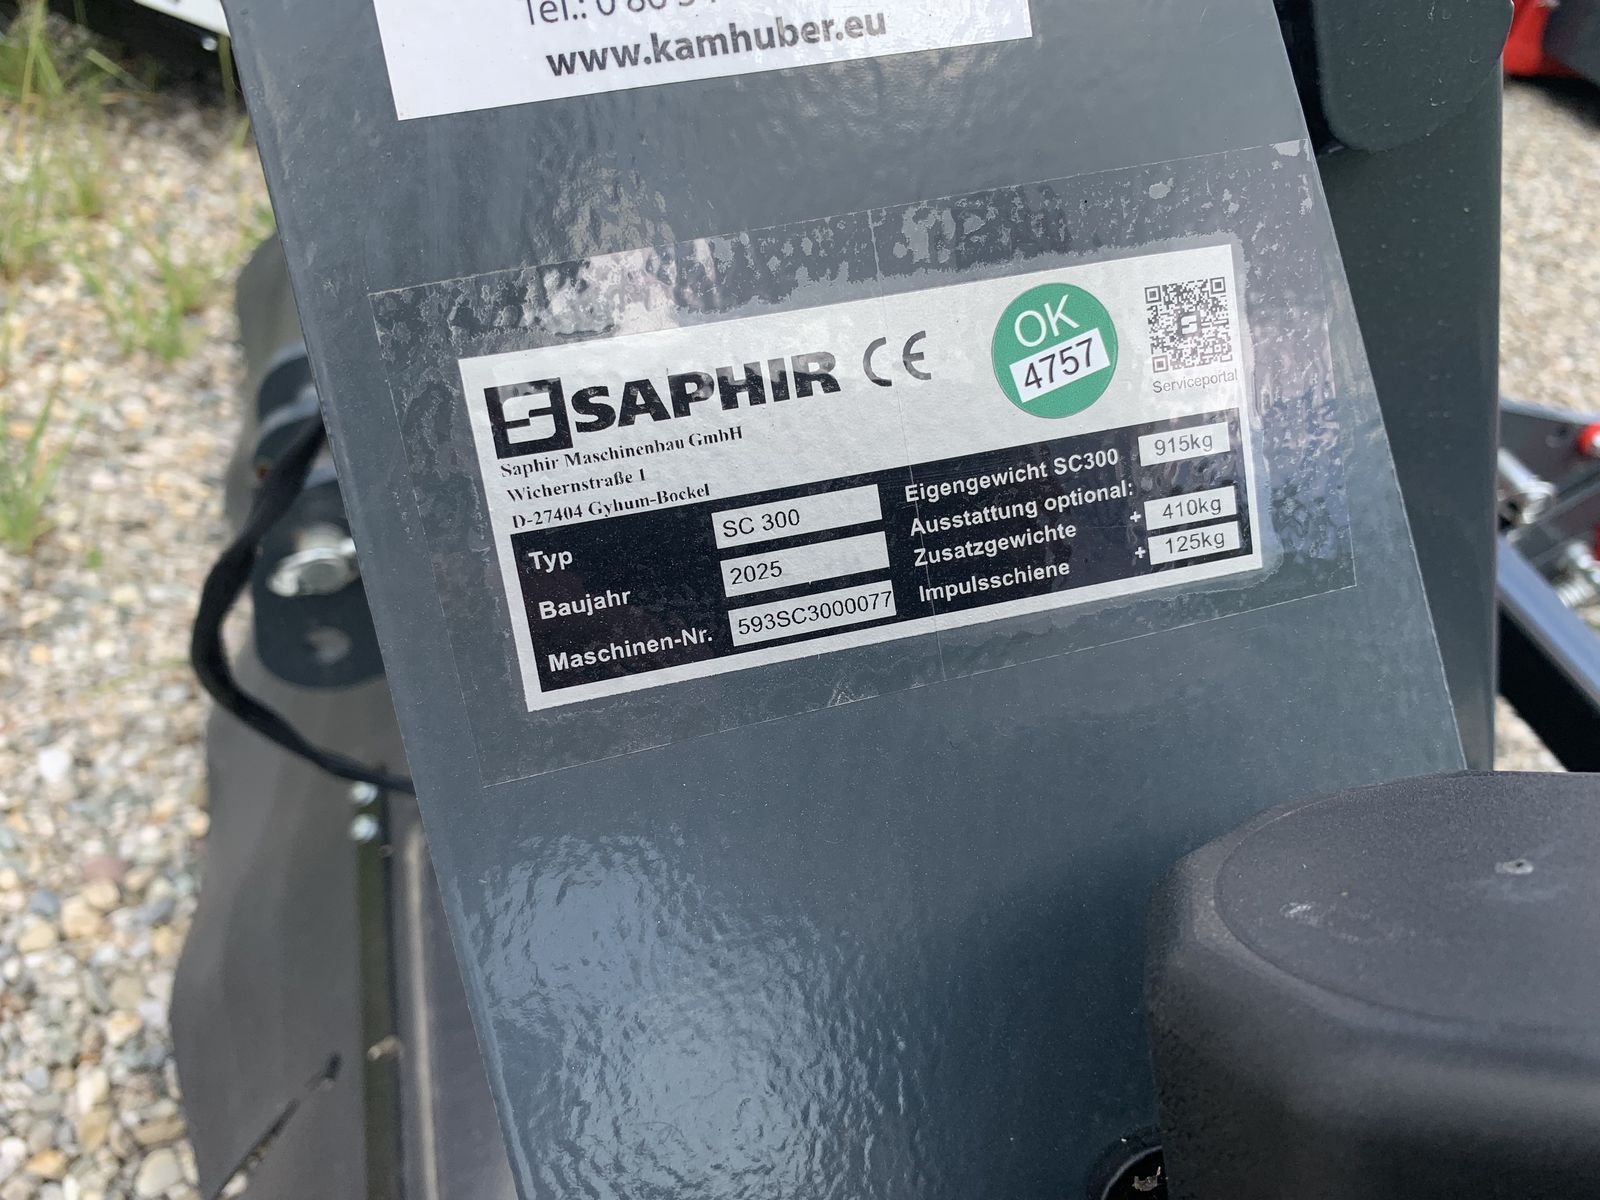 www.kamhuber.eu
SAPHIR CE
OK
4757
Serviceportal
Saphir Maschinenbau GmbH
Wichernstraße 1
D-27404 Gyhum-Bockel
Typ SC 300
Baujahr 2025
Maschinen-Nr. 593SC3000077
Eigengewicht SC300 915kg
Ausstattung optional:
Zusatzgewichte + 410kg
Impulsschiene + 125kg